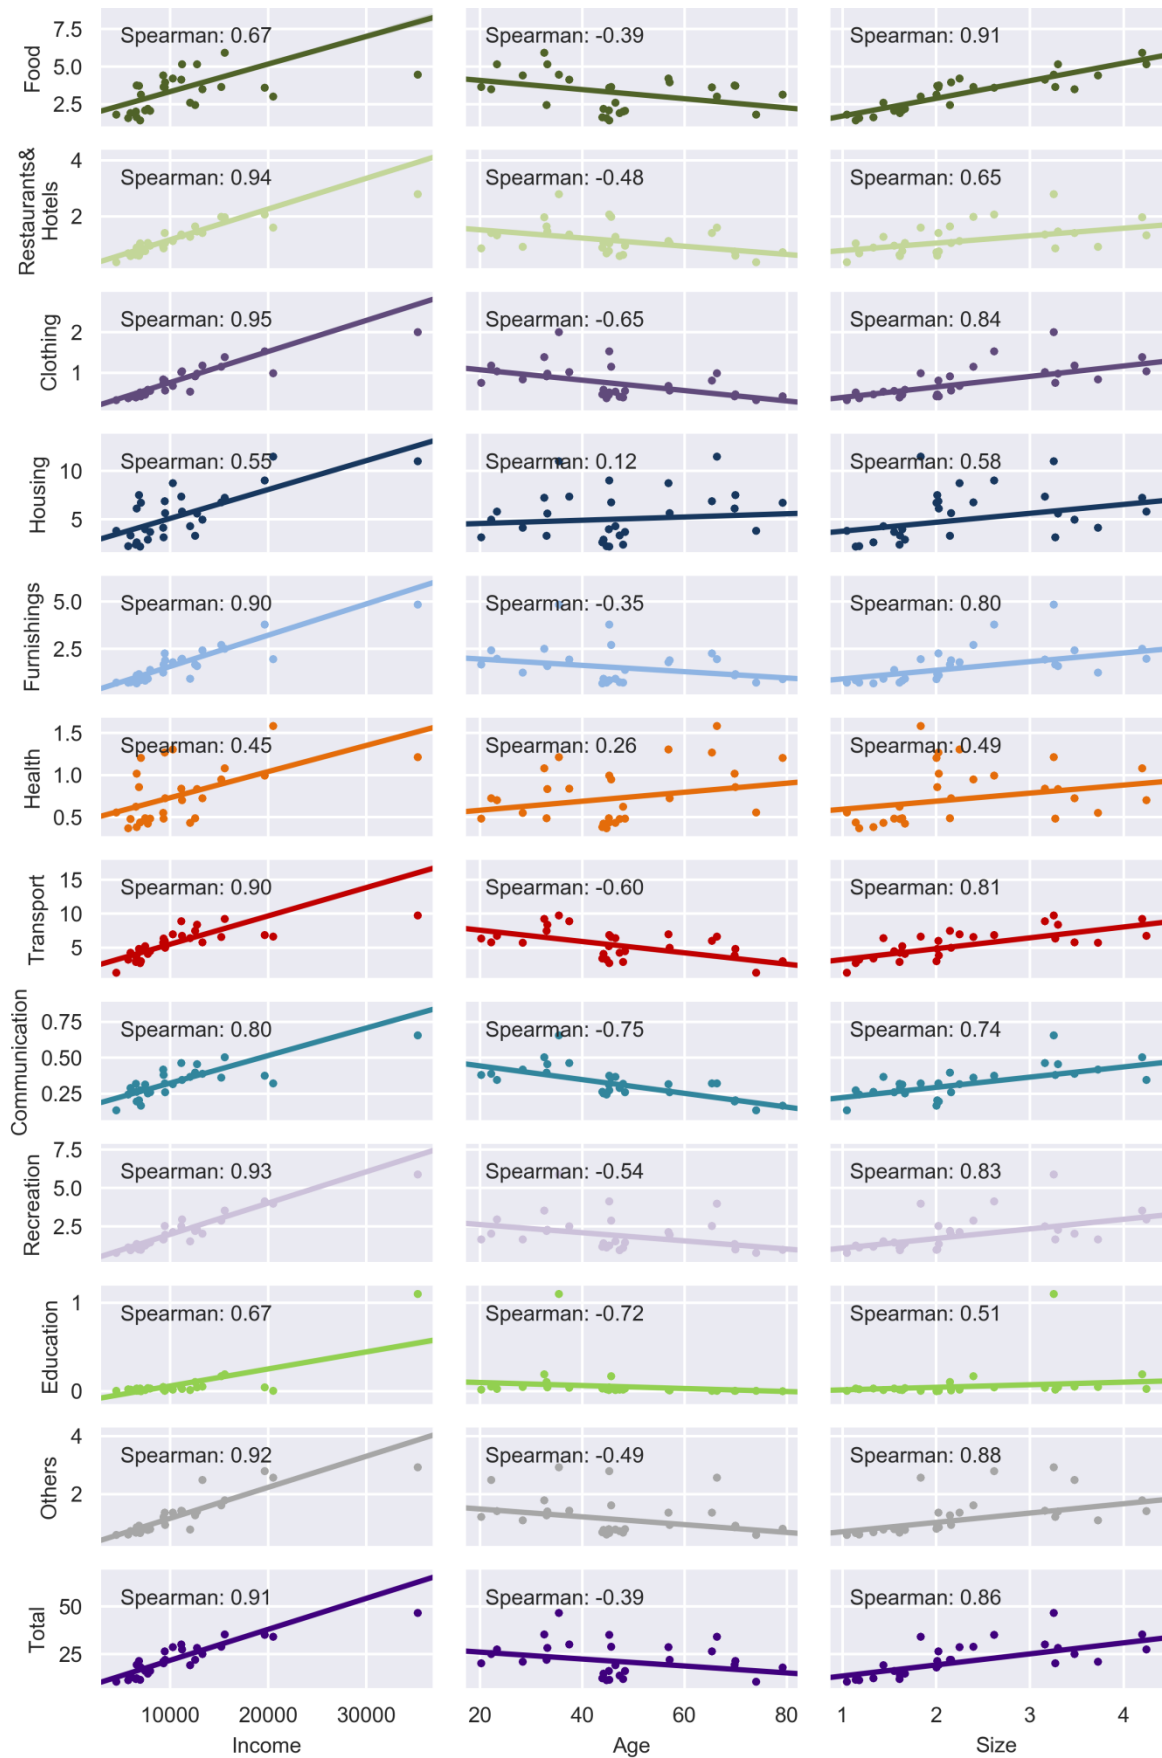 Food
7.5
5.0
2.5
Spearman: 0.67
Spearman: -0.39
Spearman: 0.91
Restaurants&
Hotels
4
2
Spearman: 0.94
Spearman: -0.48
Spearman: 0.65
Clothing
2
1
Spearman: 0.95
Spearman: -0.65
Spearman: 0.84
Housing
10
5
Spearman: 0.55
Spearman: 0.12
Spearman: 0.58
Furnishings
5.0
2.5
Spearman: 0.90
Spearman: -0.35
Spearman: 0.80
Health
1.5
1.0
0.5
Spearman: 0.45
Spearman: 0.26
Spearman: 0.49
Transport
15
10
5
Spearman: 0.90
Spearman: -0.60
Spearman: 0.81
Communication
0.75
0.50
0.25
Spearman: 0.80
Spearman: -0.75
Spearman: 0.74
Recreation
7.5
5.0
2.5
Spearman: 0.93
Spearman: -0.54
Spearman: 0.83
Education
1
0
Spearman: 0.67
Spearman: -0.72
Spearman: 0.51
Others
4
2
Spearman: 0.92
Spearman: -0.49
Spearman: 0.88
Total
50
25
Spearman: 0.91
Spearman: -0.39
Spearman: 0.86
10000 20000 30000
20 40 60 80
1 2 3 4
Income
Age
Size